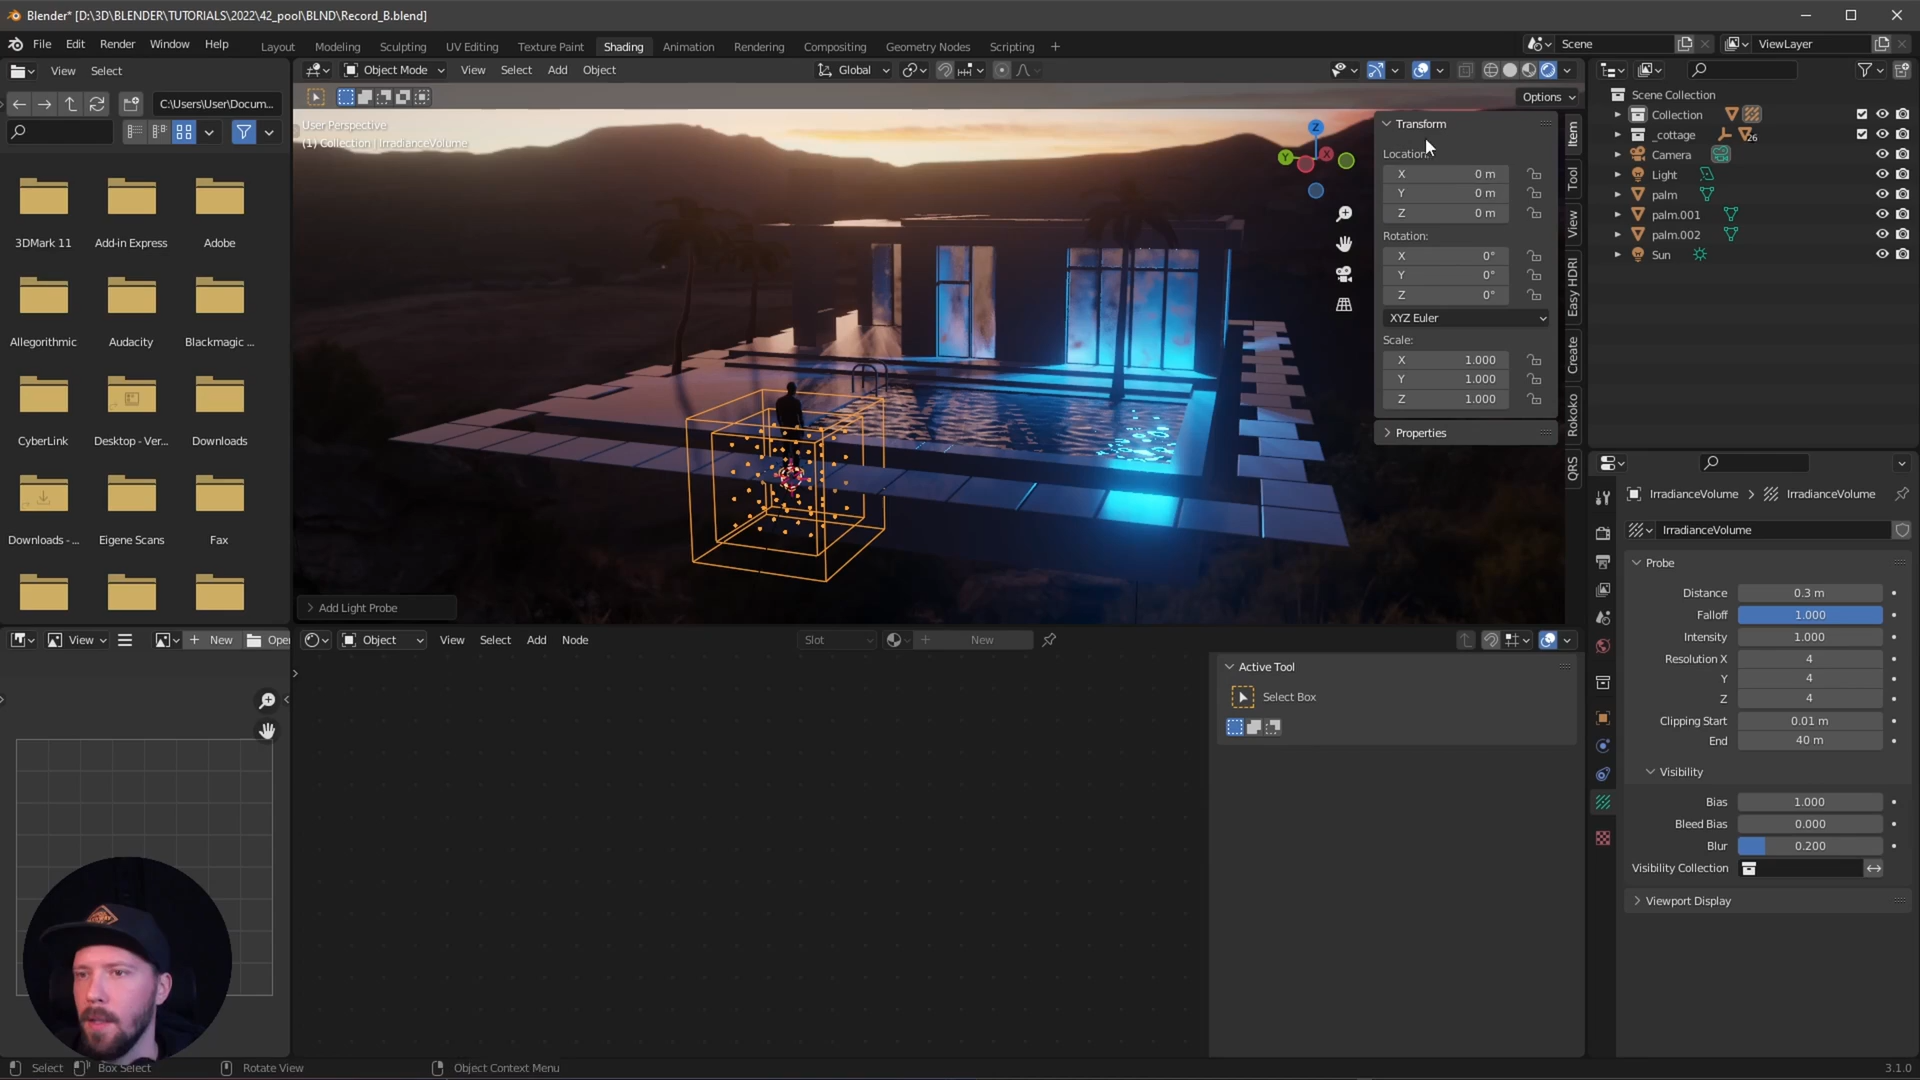 Blender* [D:\3D\BLENDER\TUTORIALS\2022\42_pool\BLND\Record_B.blend]
File Edit Render Window Help Layout Modeling Sculpting UV Editing Texture Paint Shading Animation Rendering Compositing Geometry Nodes Scripting + Scene ViewLayer
View Select Object Mode View Select Add Object Global
C:\Users\User\Docum... Options
3DMark 11 Add-in Express Adobe
Allegorithmic Audacity Blackmagic ...
CyberLink Desktop - Ver... Downloads
Downloads - ... Eigene Scans Fax
User Perspective
(1) Collection | IrradianceVolume
Z
Y
X
Transform
Location:
X 0 m
Y 0 m
Z 0 m
Rotation:
X 0°
Y 0°
Z 0°
XYZ Euler
Scale:
X 1.000
Y 1.000
Z 1.000
Properties
Item
Tool
View
Easy HDRI
Create
Rokoko
QRS
Add Light Probe
Scene Collection
Collection
_cottage 26
Camera
Light
palm
palm.001
palm.002
Sun
IrradianceVolume > IrradianceVolume
IrradianceVolume
Probe
Distance 0.3 m
Falloff 1.000
Intensity 1.000
Resolution X 4
Y 4
Z 4
Clipping Start 0.01 m
End 40 m
Visibility
Bias 1.000
Bleed Bias 0.000
Blur 0.200
Visibility Collection
Viewport Display
View New Ope
Object View Select Add Node Slot New
Active Tool
Select Box
Select Box Select Rotate View Object Context Menu 3.1.0